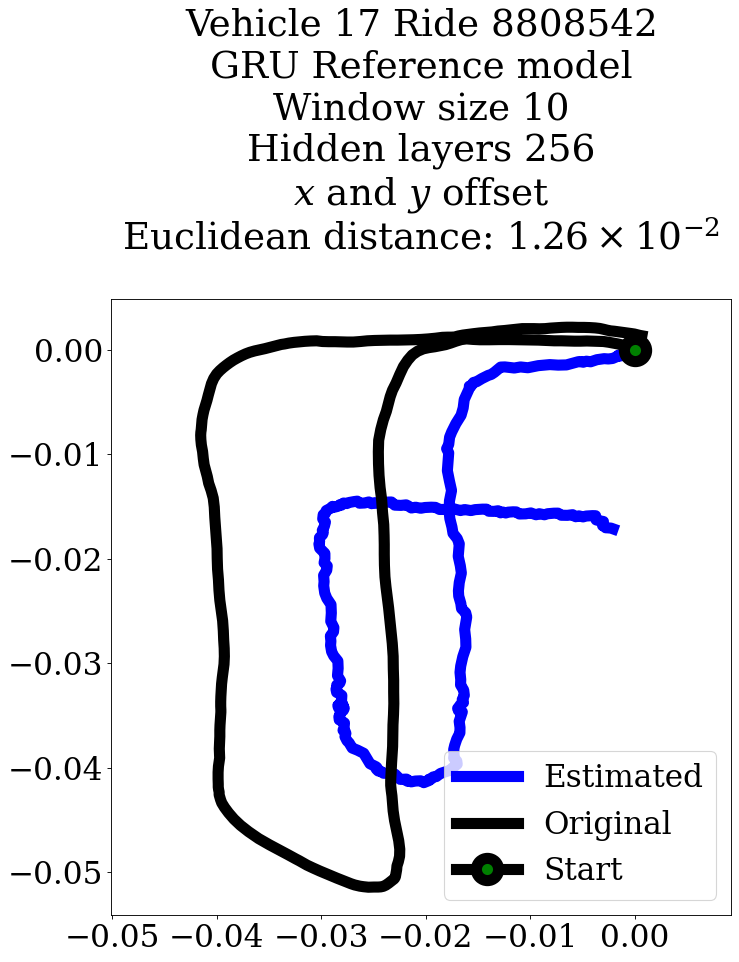 Vehicle 17 Ride 8808542
GRU Reference model
Window size 10
Hidden layers 256
x and y offset
Euclidean distance: 1.26 × 10⁻²
0.00
−0.01
−0.02
−0.03
−0.04
−0.05
Estimated
Original
Start
−0.05 −0.04 −0.03 −0.02 −0.01 0.00